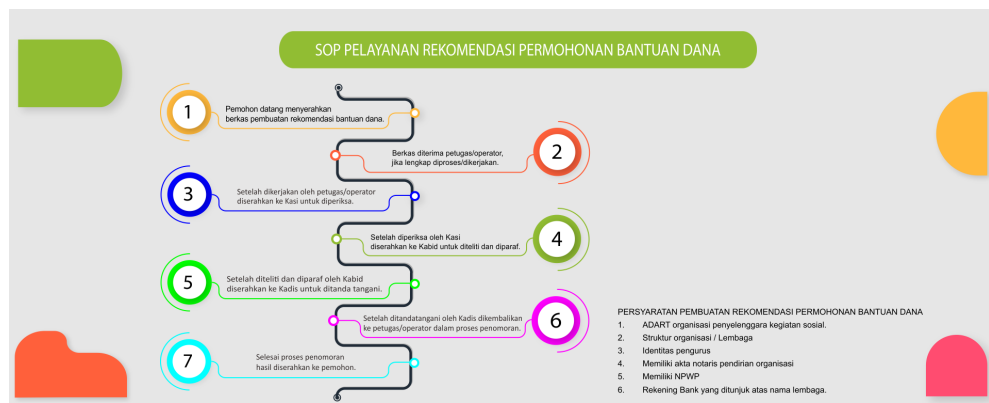 SOP PELAYANAN REKOMENDASI PERMOHONAN BANTUAN DANA
1
Pemohon datang menyerahkan
berkas pembuatan rekomendasi bantuan dana.
2
Berkas diterima petugas/operator,
jika lengkap diproses/dikerjakan.
3
Setelah dikerjakan oleh petugas/operator
diserahkan ke Kasi untuk diperiksa.
4
Setelah diperiksa oleh Kasi
diserahkan ke Kabid untuk diteliti dan diparaf.
5
Setelah diteliti dan diparaf oleh Kabid
diserahkan ke Kadis untuk ditanda tangani.
6
Setelah ditandatangani oleh Kadis dikembalikan
ke petugas/operator dalam proses penomoran.
7
Selesai proses penomoran
hasil diserahkan ke pemohon.
PERSYARATAN PEMBUATAN REKOMENDASI PERMOHONAN BANTUAN DANA
1. ADART organisasi penyelenggara kegiatan sosial.
2. Struktur organisasi / Lembaga
3. Identitas pengurus
4. Memiliki akta notaris pendirian organisasi
5. Memiliki NPWP
6. Rekening Bank yang ditunjuk atas nama lembaga.